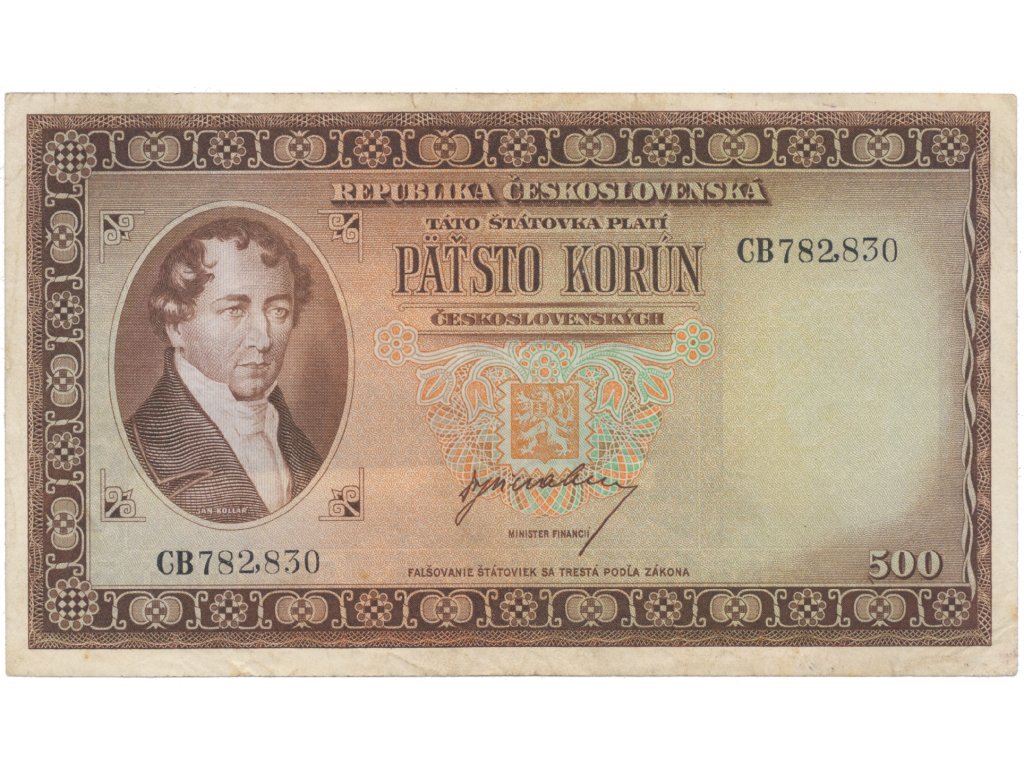 REPUBLIKA ČESKOSLOVENSKÁ
TÁTO ŠTÁTOVKA PLATÍ
PÄŤSTO KORÚN
ČESKOSLOVENSKÝCH
CB 782,830
JÁN KOLLÁR
MINISTER FINANCIÍ
CB 782,830
FALŠOVANIE ŠTÁTOVIEK SA TRESTÁ PODĽA ZÁKONA
500